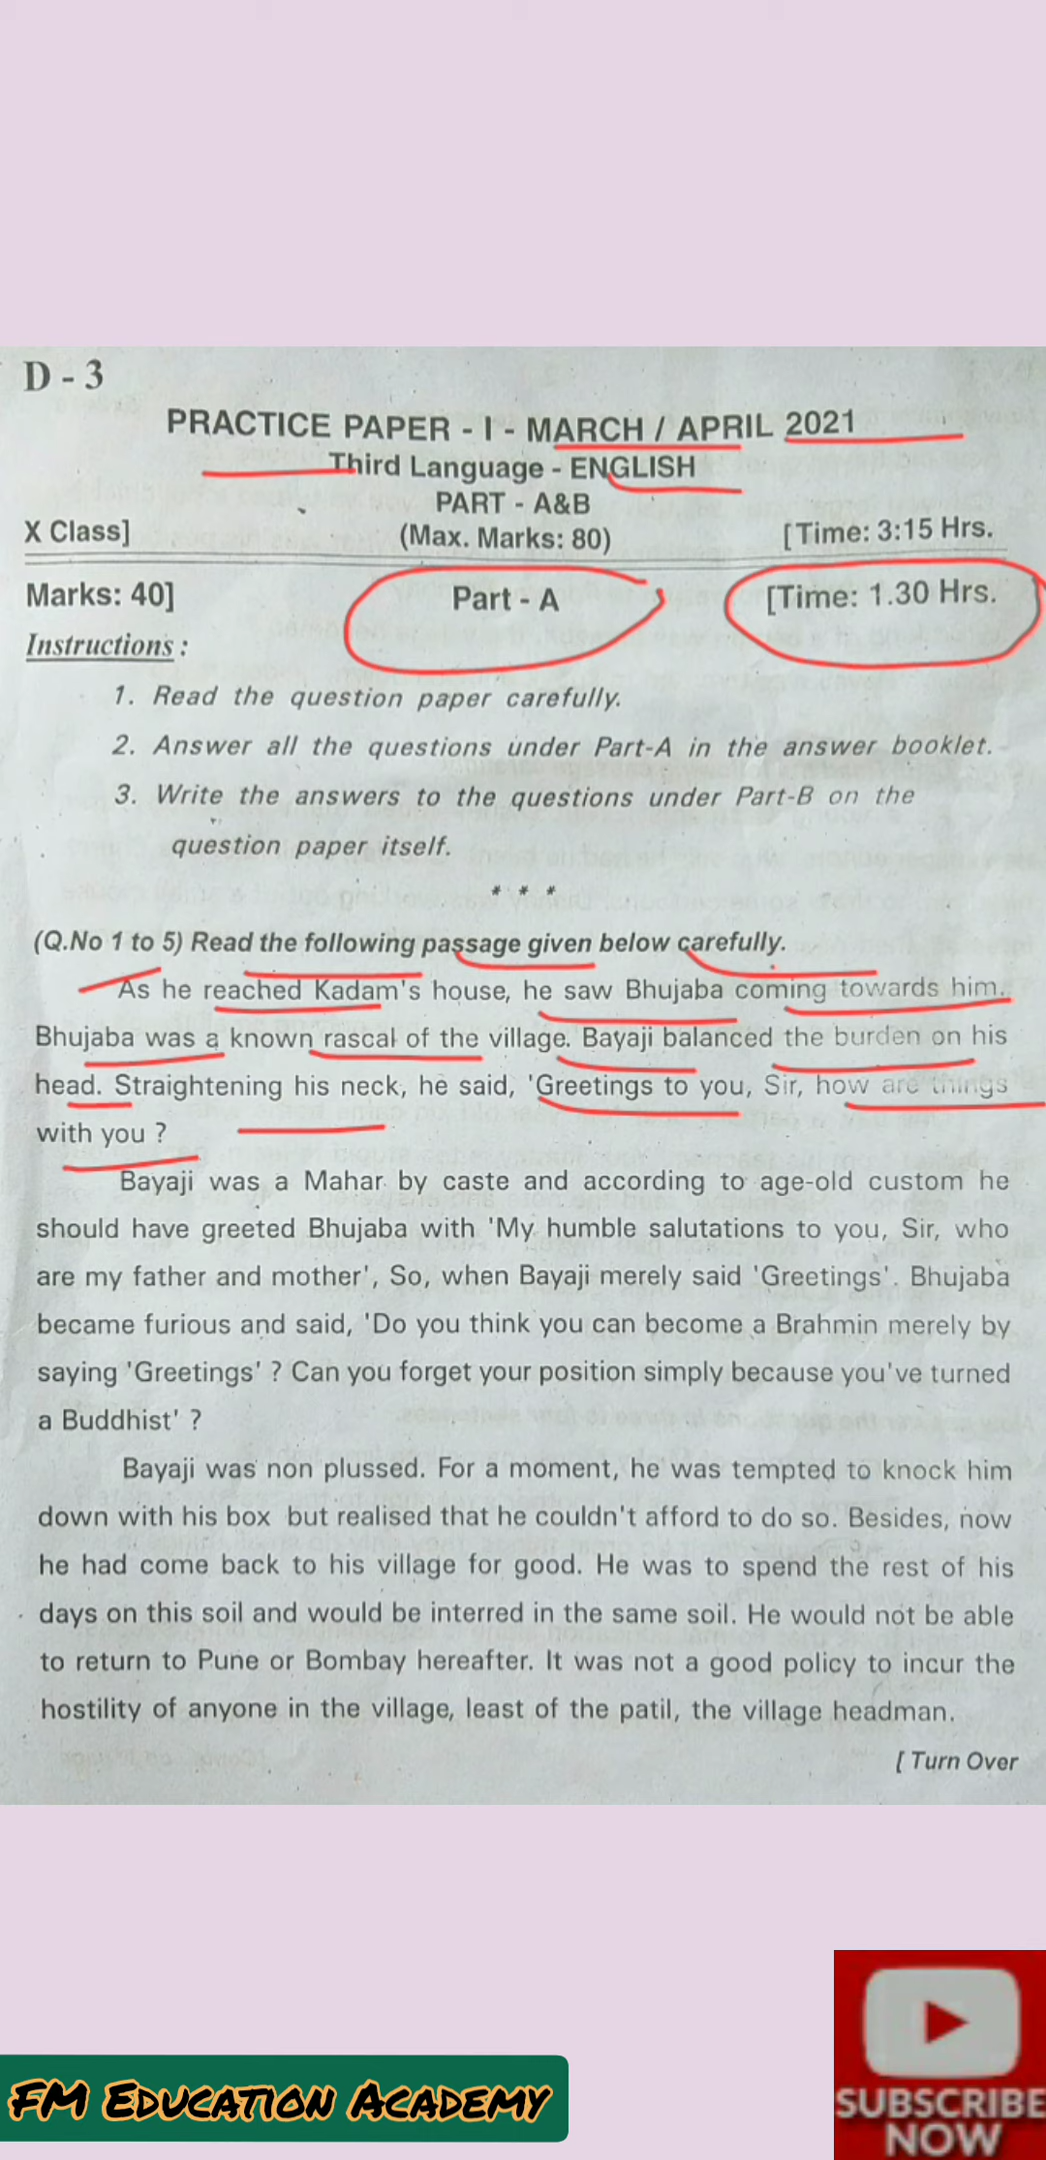 D - 3
PRACTICE PAPER - I - MARCH / APRIL 2021
Third Language - ENGLISH
PART - A&B
X Class] (Max. Marks: 80) [Time: 3:15 Hrs.
Marks: 40] Part - A [Time: 1.30 Hrs.
Instructions :
1. Read the question paper carefully.
2. Answer all the questions under Part-A in the answer booklet.
3. Write the answers to the questions under Part-B on the
question paper itself.
* * *
(Q.No 1 to 5) Read the following passage given below carefully.
As he reached Kadam's house, he saw Bhujaba coming towards him.
Bhujaba was a known rascal of the village. Bayaji balanced the burden on his
head. Straightening his neck, he said, 'Greetings to you, Sir, how are things
with you ?
Bayaji was a Mahar by caste and according to age-old custom he
should have greeted Bhujaba with 'My humble salutations to you, Sir, who
are my father and mother', So, when Bayaji merely said 'Greetings'. Bhujaba
became furious and said, 'Do you think you can become a Brahmin merely by
saying 'Greetings' ? Can you forget your position simply because you've turned
a Buddhist' ?
Bayaji was non plussed. For a moment, he was tempted to knock him
down with his box but realised that he couldn't afford to do so. Besides, now
he had come back to his village for good. He was to spend the rest of his
days on this soil and would be interred in the same soil. He would not be able
to return to Pune or Bombay hereafter. It was not a good policy to incur the
hostility of anyone in the village, least of the patil, the village headman.
[ Turn Over
FM EDUCATION ACADEMY
SUBSCRIBE
NOW